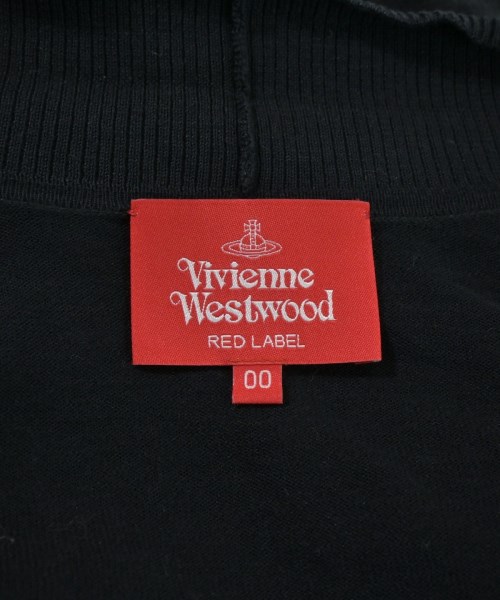 Vivienne
Westwood
RED LABEL
00